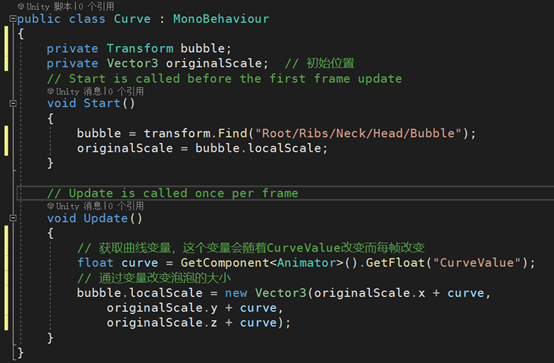 Unity 脚本|0 个引用
public class Curve : MonoBehaviour
{
private Transform bubble;
private Vector3 originalScale;  // 初始位置
// Start is called before the first frame update
Unity 消息|0 个引用
void Start()
{
bubble = transform.Find("Root/Ribs/Neck/Head/Bubble");
originalScale = bubble.localScale;
}
// Update is called once per frame
Unity 消息|0 个引用
void Update()
{
// 获取曲线变量，这个变量会随着CurveValue改变而每帧改变
float curve = GetComponent<Animator>().GetFloat("CurveValue");
// 通过变量改变泡泡的大小
bubble.localScale = new Vector3(originalScale.x + curve,
originalScale.y + curve,
originalScale.z + curve);
}
}